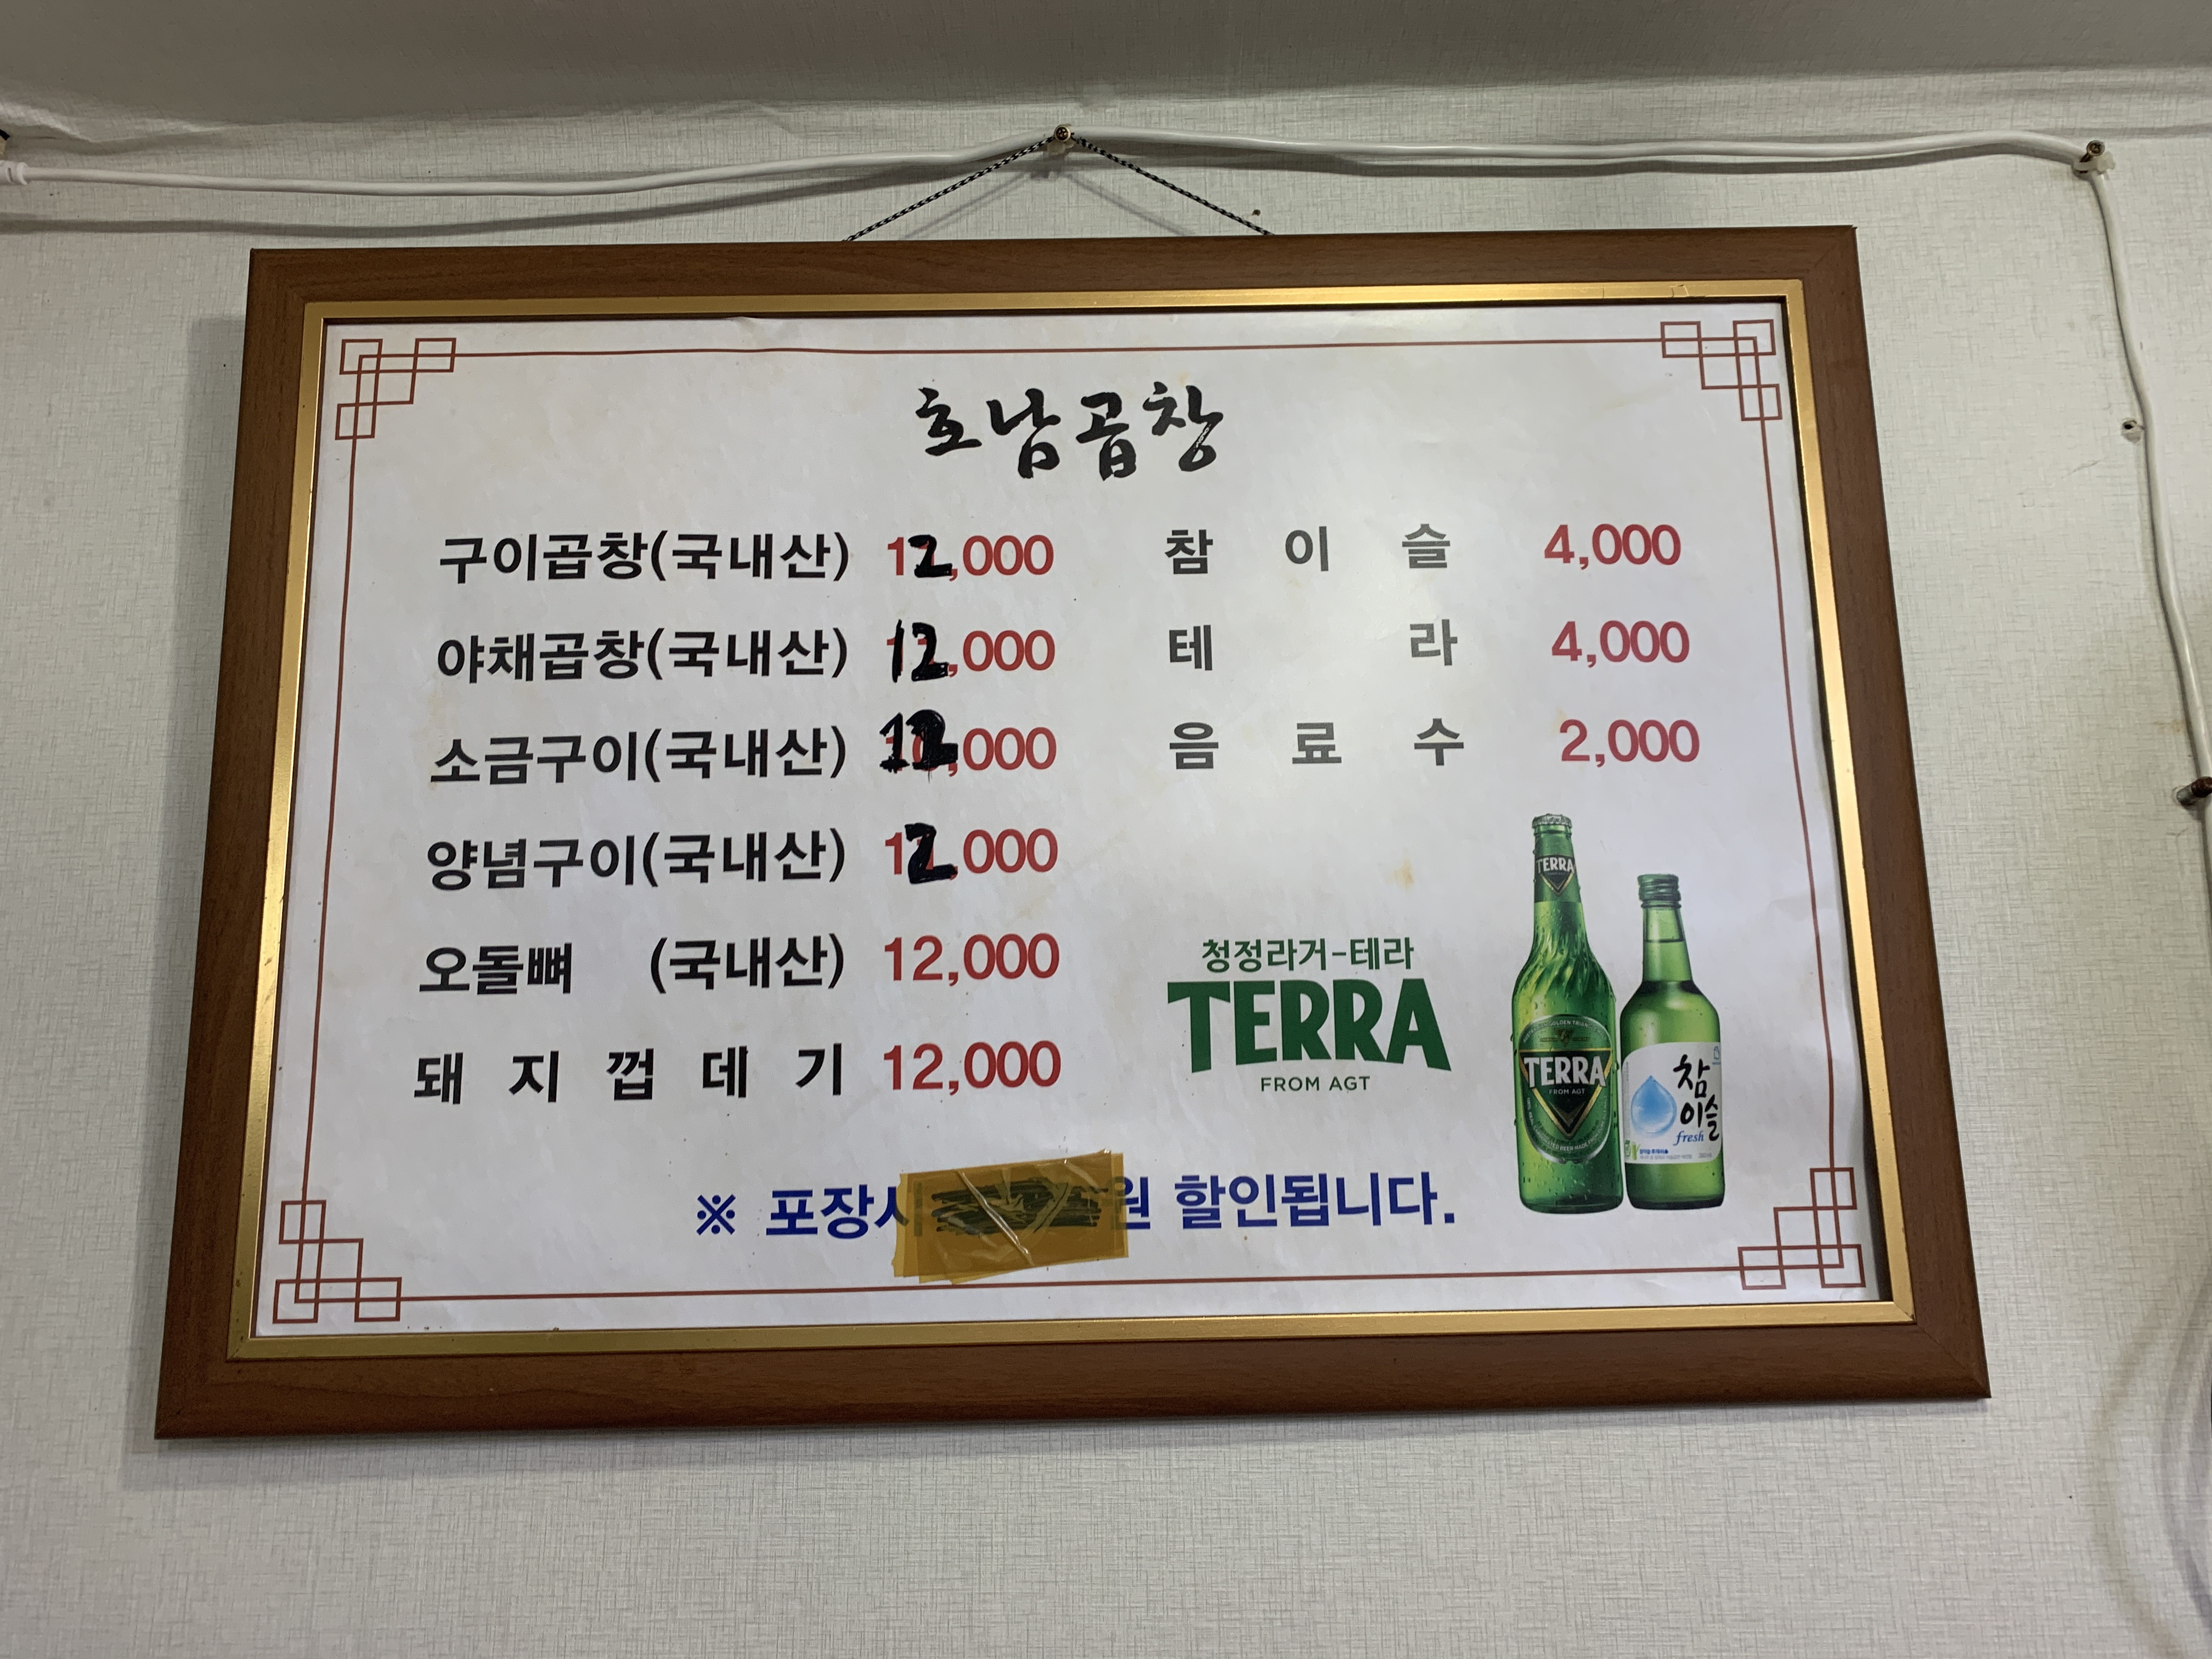 호남곱창
구이곱창(국내산) 12,000
야채곱창(국내산) 12,000
소금구이(국내산) 12,000
양념구이(국내산) 12,000
오돌뼈 (국내산) 12,000
돼지껍데기 12,000
참이슬 4,000
테라 4,000
음료수 2,000
청정라거-테라
TERRA
FROM AGT
TERRA
TERRA
FROM AGT
참
이슬
fresh
※ 포장시 원 할인됩니다.